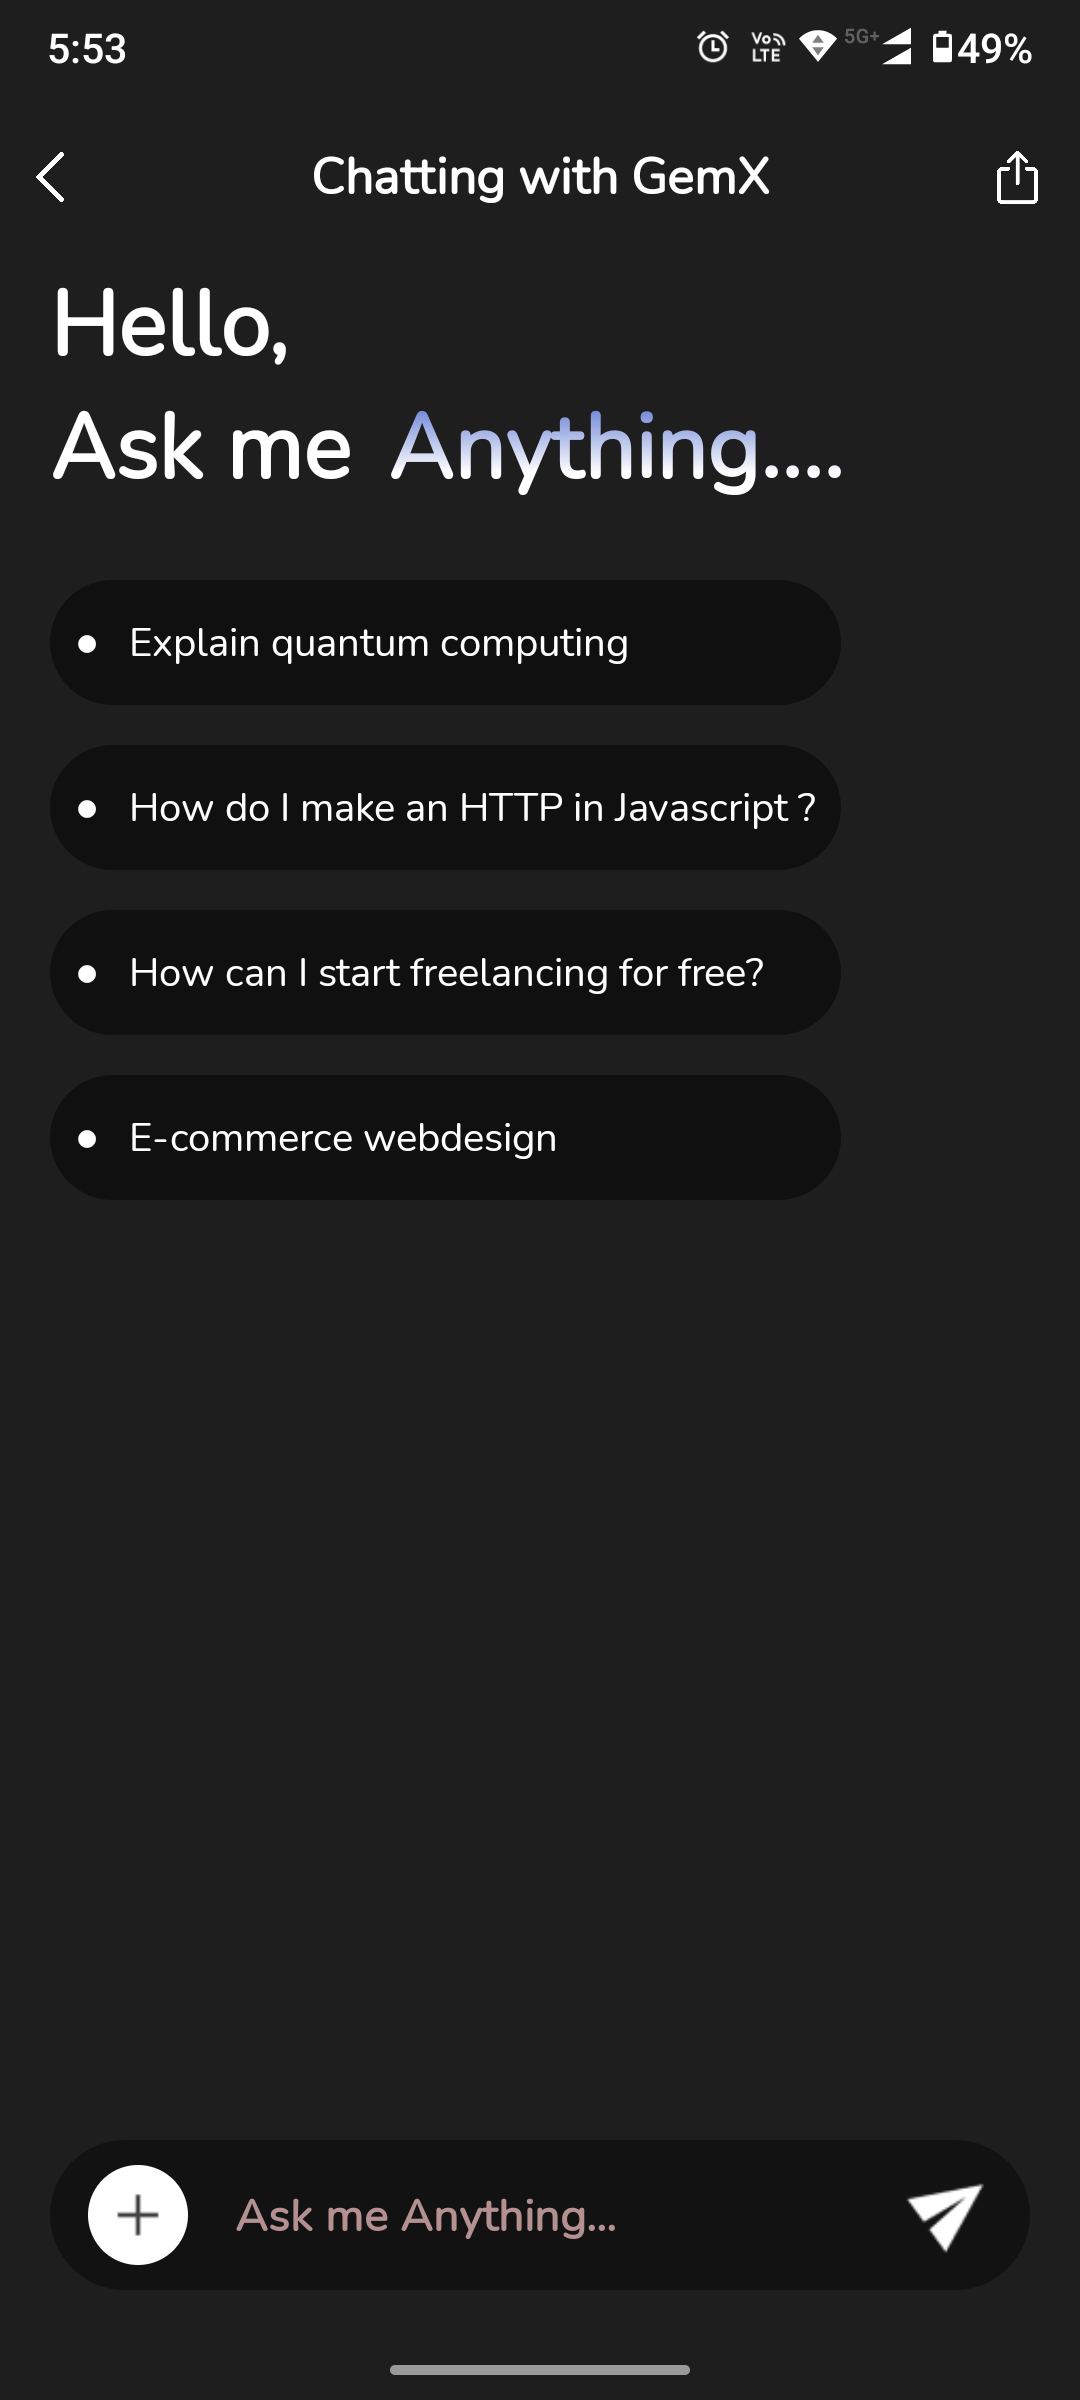 5:53
Vo LTE 5G+ 49%
Chatting with GemX
Hello,
Ask me Anything....
Explain quantum computing
How do I make an HTTP in Javascript ?
How can I start freelancing for free?
E-commerce webdesign
Ask me Anything...